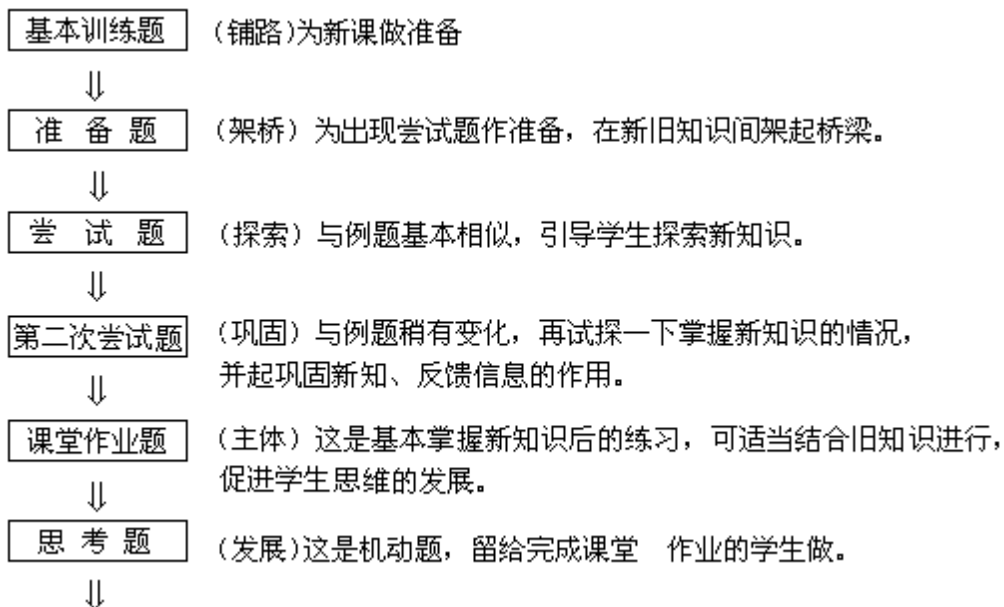 基本训练题 (铺路)为新课做准备
⇓
准 备 题 (架桥) 为出现尝试题作准备，在新旧知识间架起桥梁。
⇓
尝 试 题 (探索) 与例题基本相似，引导学生探索新知识。
⇓
第二次尝试题 (巩固) 与例题稍有变化，再试探一下掌握新知识的情况，
并起巩固新知、反馈信息的作用。
⇓
课堂作业题 (主体) 这是基本掌握新知识后的练习，可适当结合旧知识进行，
促进学生思维的发展。
⇓
思 考 题 (发展)这是机动题，留给完成课堂 作业的学生做。
⇓